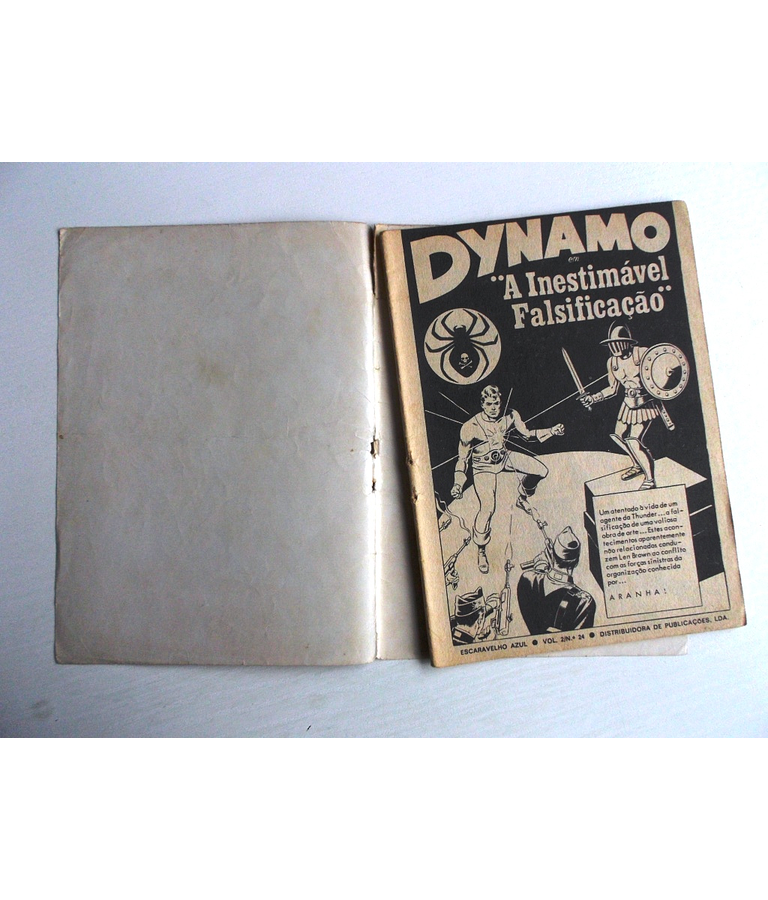 DYNAMO
em
"A Inestimável
Falsificação"
Um atentado à vida de um
agente da Thunder... a fal-
sificação de uma valiosa
obra de arte... Estes acon-
tecimentos aparentemente
não relacionados condu-
zem Len Brown ao conflito
com as forças sinistras da
organização conhecida
por...
ARANHA!
ESCARAVELHO AZUL ● VOL. 2/N.º 24 ● DISTRIBUIDORA DE PUBLICAÇÕES, LDA.